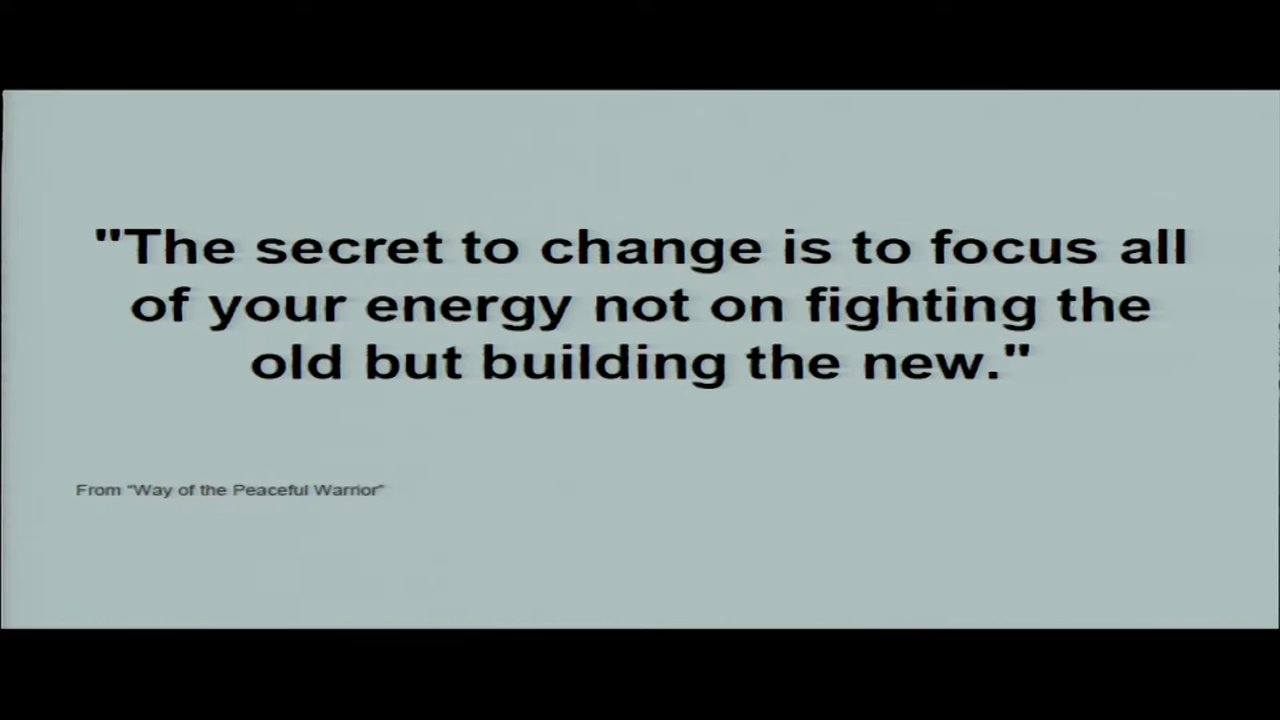 "The secret to change is to focus all
of your energy not on fighting the
old but building the new."
From "Way of the Peaceful Warrior"